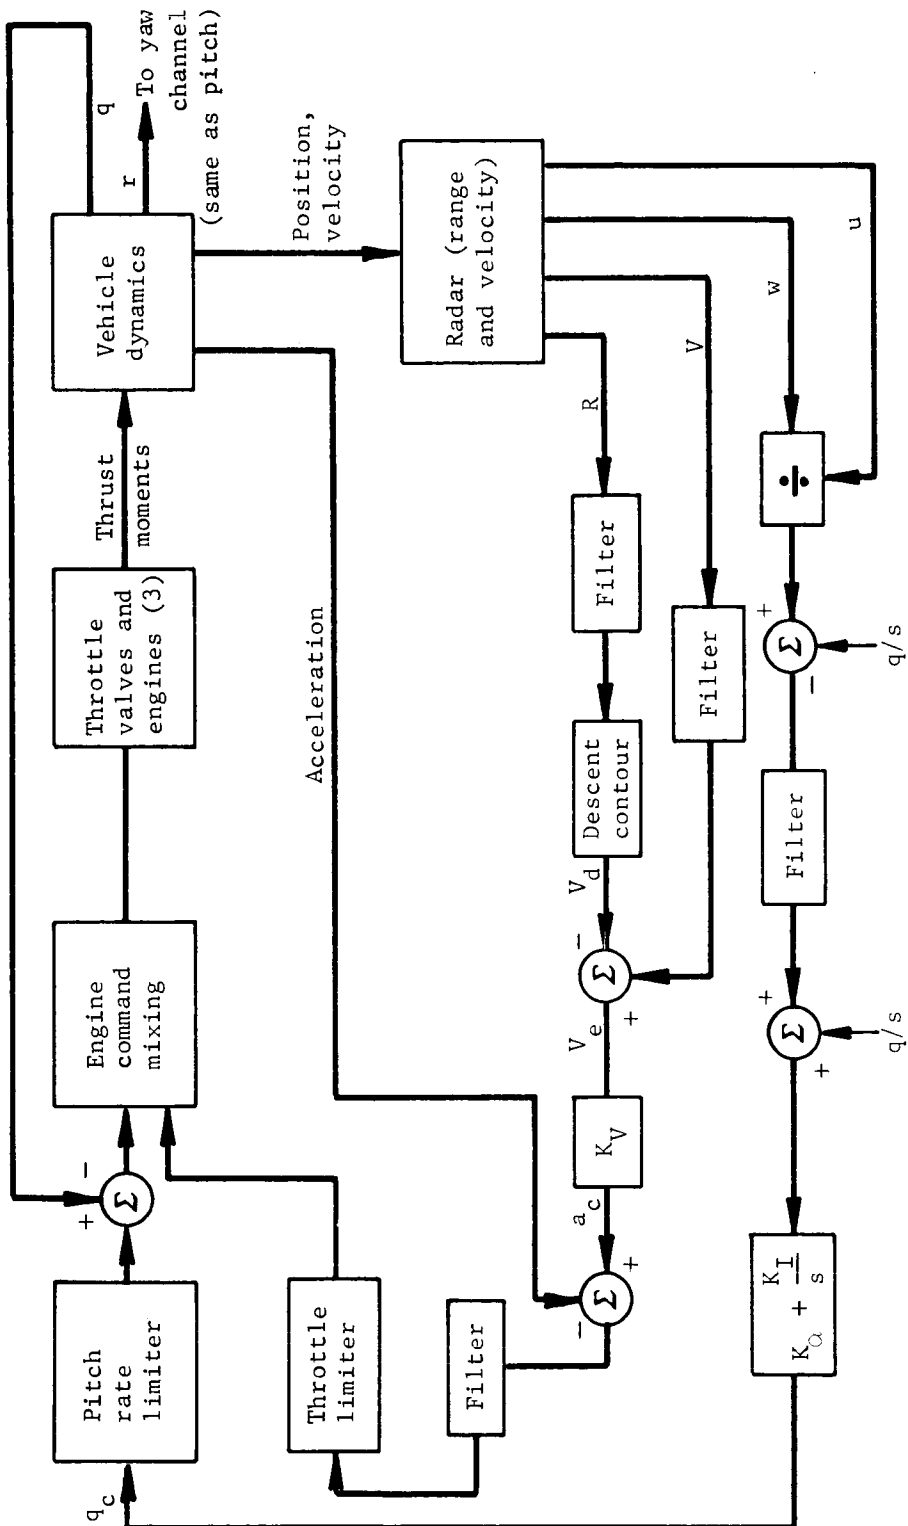 q_c
Pitch
rate
limiter
+
-
Σ
Engine
command
mixing
Throttle
valves and
engines (3)
Thrust
moments
Vehicle
dynamics
q
r
To yaw
channel
(same as pitch)
Throttle
limiter
Acceleration
Position,
velocity
Filter
Radar (range
and velocity)
Σ
-
+
a_c
K_V
V_e
Σ
-
+
V_d
Descent
contour
Filter
R
Filter
V
w
u
K_α + K_I/s
Σ
+
+
q/s
Filter
Σ
+
-
q/s
÷